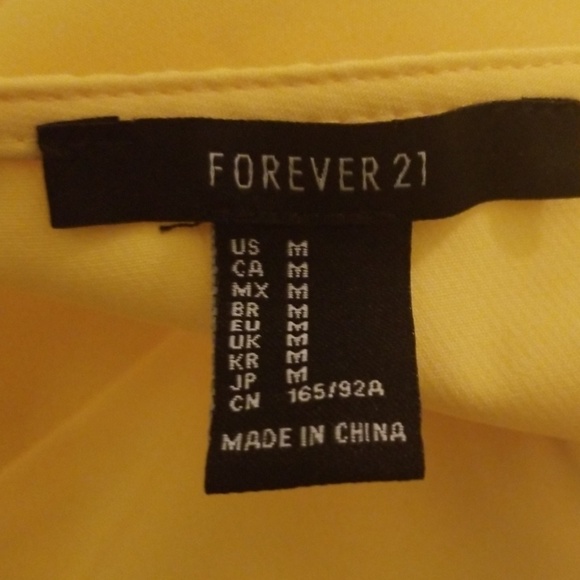 FOREVER 21
US M
CA M
MX M
BR M
EU M
UK M
KR M
JP M
CN 165/92A
MADE IN CHINA